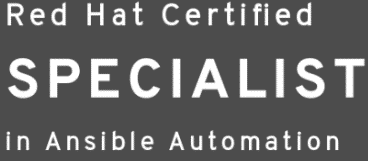 Red Hat Certified
SPECIALIST
in Ansible Automation